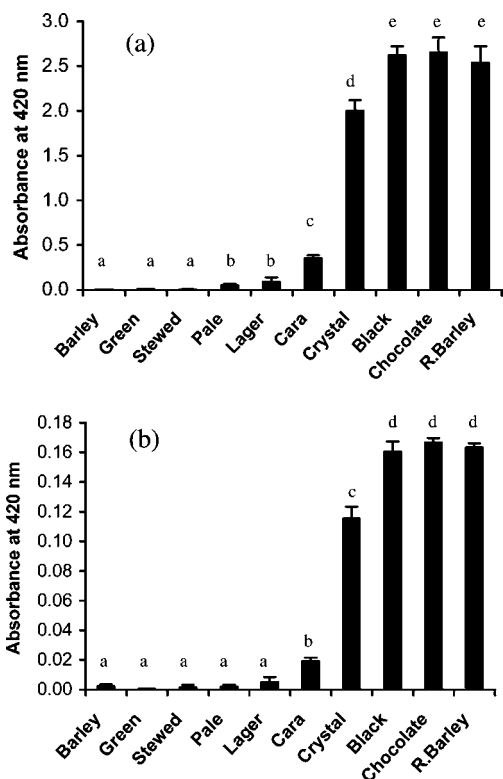 (a)
Absorbance at 420 nm
3.0
2.5
2.0
1.5
1.0
0.5
0.0
a a a b b c d e e e
Barley Green Stewed Pale Lager Cara Crystal Black Chocolate R.Barley
(b)
Absorbance at 420 nm
0.18
0.16
0.14
0.12
0.10
0.08
0.06
0.04
0.02
0.00
a a a a a b c d d d
Barley Green Stewed Pale Lager Cara Crystal Black Chocolate R.Barley